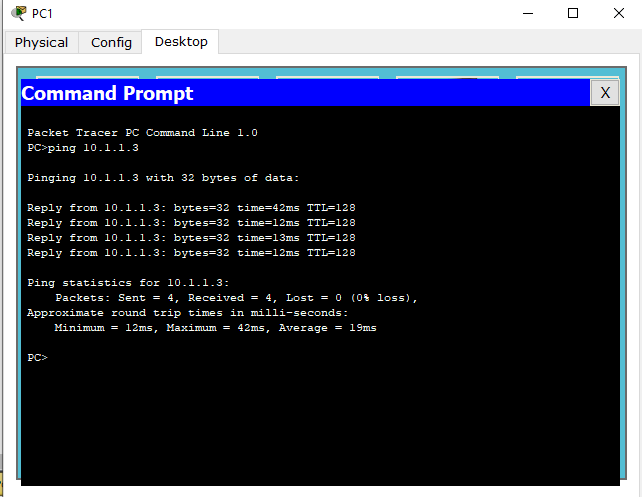 PC1
Physical Config Desktop
Command Prompt X
Packet Tracer PC Command Line 1.0
PC>ping 10.1.1.3
Pinging 10.1.1.3 with 32 bytes of data:
Reply from 10.1.1.3: bytes=32 time=42ms TTL=128
Reply from 10.1.1.3: bytes=32 time=12ms TTL=128
Reply from 10.1.1.3: bytes=32 time=13ms TTL=128
Reply from 10.1.1.3: bytes=32 time=12ms TTL=128
Ping statistics for 10.1.1.3:
Packets: Sent = 4, Received = 4, Lost = 0 (0% loss),
Approximate round trip times in milli-seconds:
Minimum = 12ms, Maximum = 42ms, Average = 19ms
PC>